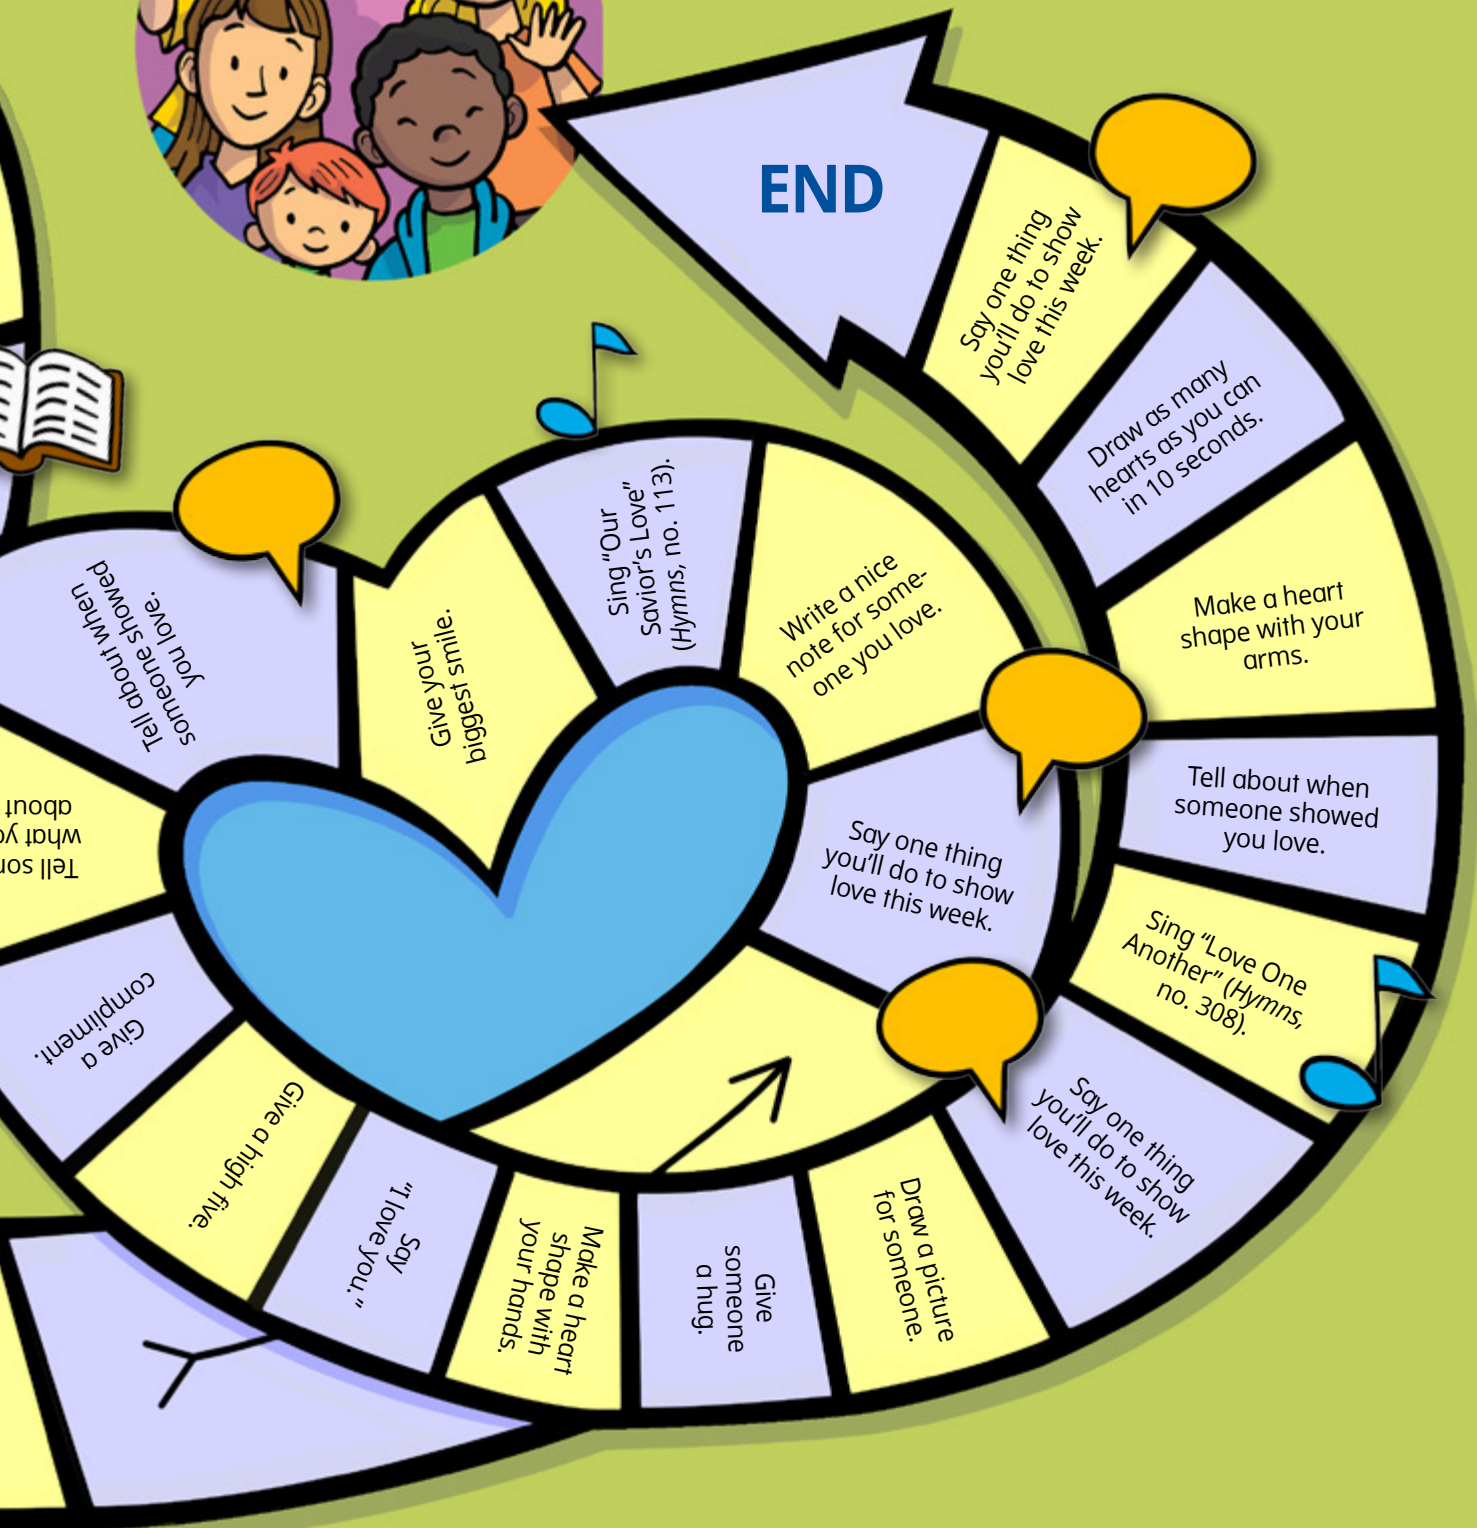 END
Say one thing
you'll do to show
love this week.
Draw as many
hearts as you can
in 10 seconds.
Make a heart
shape with your
arms.
Tell about when
someone showed
you love.
Sing “Love One
Another” (Hymns,
no. 308).
Say one thing
you'll do to show
love this week.
Draw a picture
for someone.
Give
someone
a hug.
Make a heart
shape with
your hands.
Say
“I love you.”
Give a high five.
Give a
compliment.
Tell
what
about
Tell about when
someone showed
you love.
Give your
biggest smile.
Sing “Our
Savior’s Love”
(Hymns, no. 113).
Write a nice
note for some-
one you love.
Say one thing
you’ll do to show
love this week.